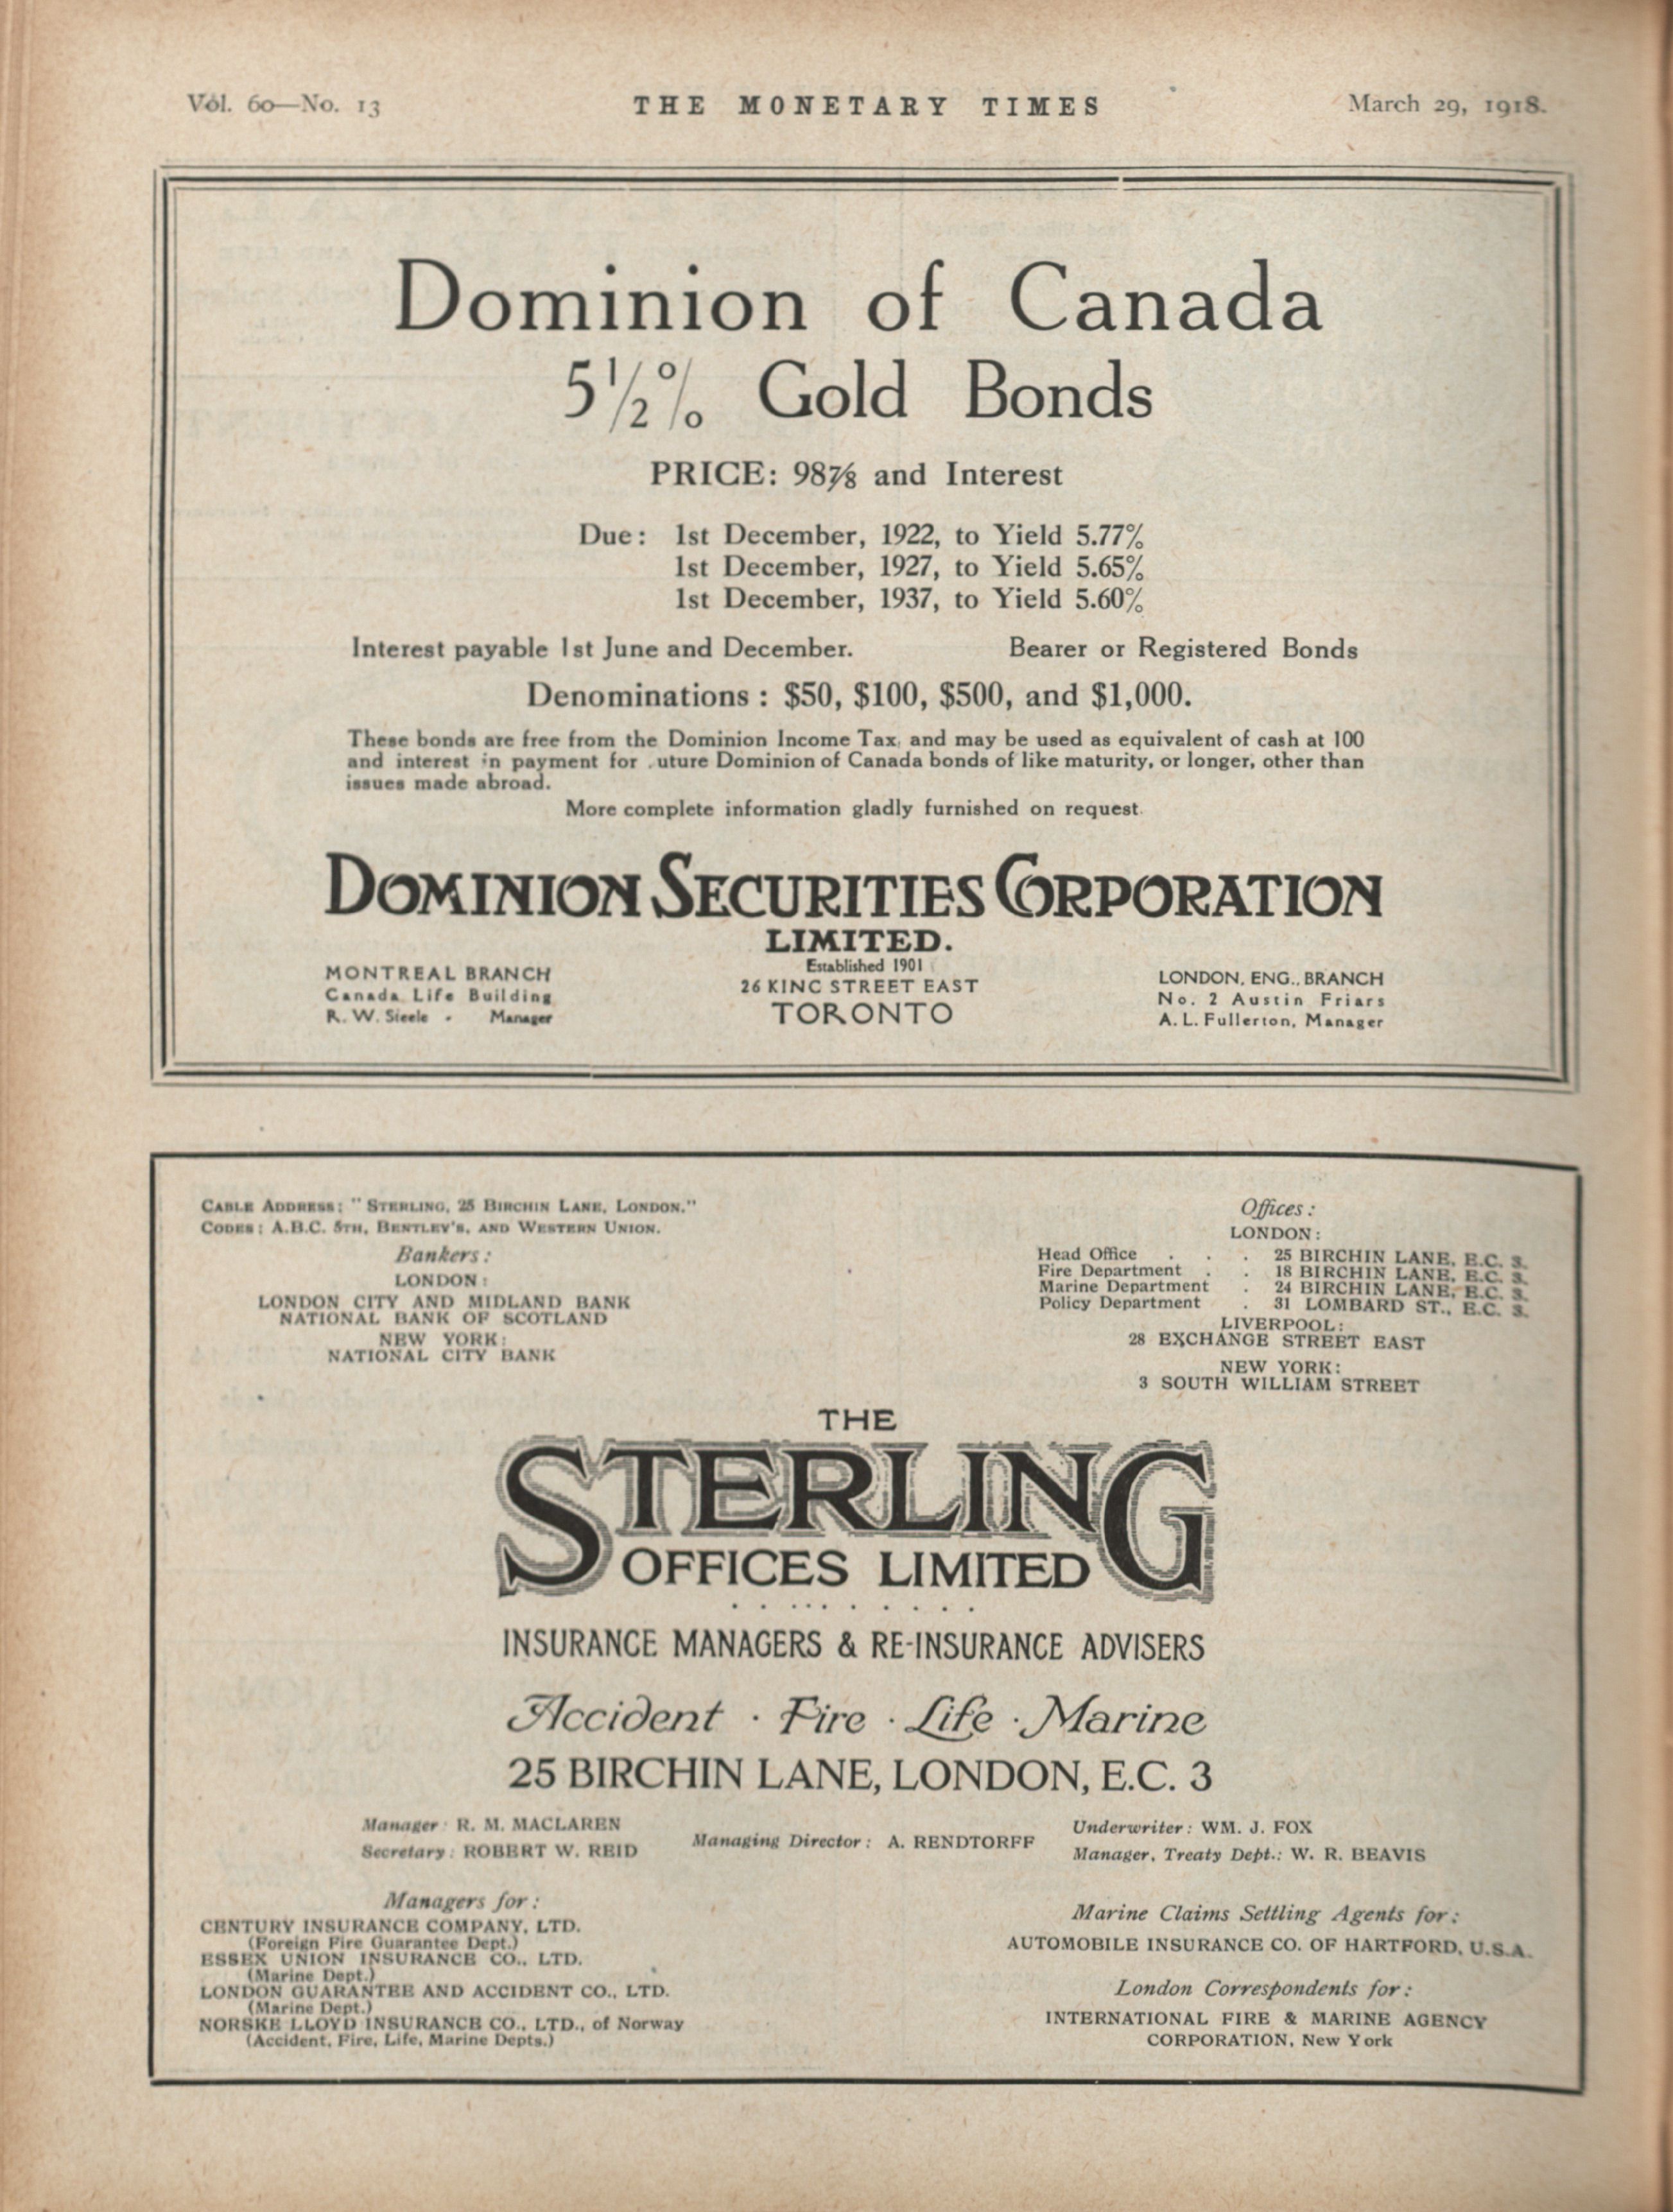 Vol. 60—No. 13
THE MONETARY TIMES
March 29, 1918.
Dominion of Canada
5½% Gold Bonds
PRICE: 98⅞ and Interest
Due: 1st December, 1922, to Yield 5.77%
1st December, 1927, to Yield 5.65%
1st December, 1937, to Yield 5.60%
Interest payable 1st June and December.
Bearer or Registered Bonds
Denominations : $50, $100, $500, and $1,000.
These bonds are free from the Dominion Income Tax, and may be used as equivalent of cash at 100
and interest in payment for uture Dominion of Canada bonds of like maturity, or longer, other than
issues made abroad.
More complete information gladly furnished on request.
DOMINION SECURITIES CORPORATION
LIMITED.
Established 1901
26 KING STREET EAST
TORONTO
MONTREAL BRANCH
Canada Life Building
R. W. Steele - Manager
LONDON, ENG., BRANCH
No. 2 Austin Friars
A. L. Fullerton, Manager
CABLE ADDRESS: "STERLING, 25 BIRCHIN LANE, LONDON."
CODES: A.B.C. 5TH, BENTLEY'S, AND WESTERN UNION.
Bankers:
LONDON:
LONDON CITY AND MIDLAND BANK
NATIONAL BANK OF SCOTLAND
NEW YORK:
NATIONAL CITY BANK
Offices:
LONDON:
Head Office . . . 25 BIRCHIN LANE, E.C. 3.
Fire Department . . 18 BIRCHIN LANE, E.C. 3.
Marine Department . 24 BIRCHIN LANE, E.C. 3.
Policy Department . 31 LOMBARD ST., E.C. 3.
LIVERPOOL:
28 EXCHANGE STREET EAST
NEW YORK:
3 SOUTH WILLIAM STREET
THE
STERLING
OFFICES LIMITED
INSURANCE MANAGERS & RE-INSURANCE ADVISERS
Accident · Fire · Life · Marine
25 BIRCHIN LANE, LONDON, E.C. 3
Manager: R. M. MACLAREN
Secretary: ROBERT W. REID
Managing Director: A. RENDTORFF
Underwriter: WM. J. FOX
Manager, Treaty Dept.: W. R. BEAVIS
Managers for:
CENTURY INSURANCE COMPANY, LTD.
(Foreign Fire Guarantee Dept.)
ESSEX UNION INSURANCE CO., LTD.
(Marine Dept.)
LONDON GUARANTEE AND ACCIDENT CO., LTD.
(Marine Dept.)
NORSKE LLOYD INSURANCE CO., LTD., of Norway
(Accident, Fire, Life, Marine Depts.)
Marine Claims Settling Agents for:
AUTOMOBILE INSURANCE CO. OF HARTFORD, U.S.A.
London Correspondents for:
INTERNATIONAL FIRE & MARINE AGENCY
CORPORATION, New York